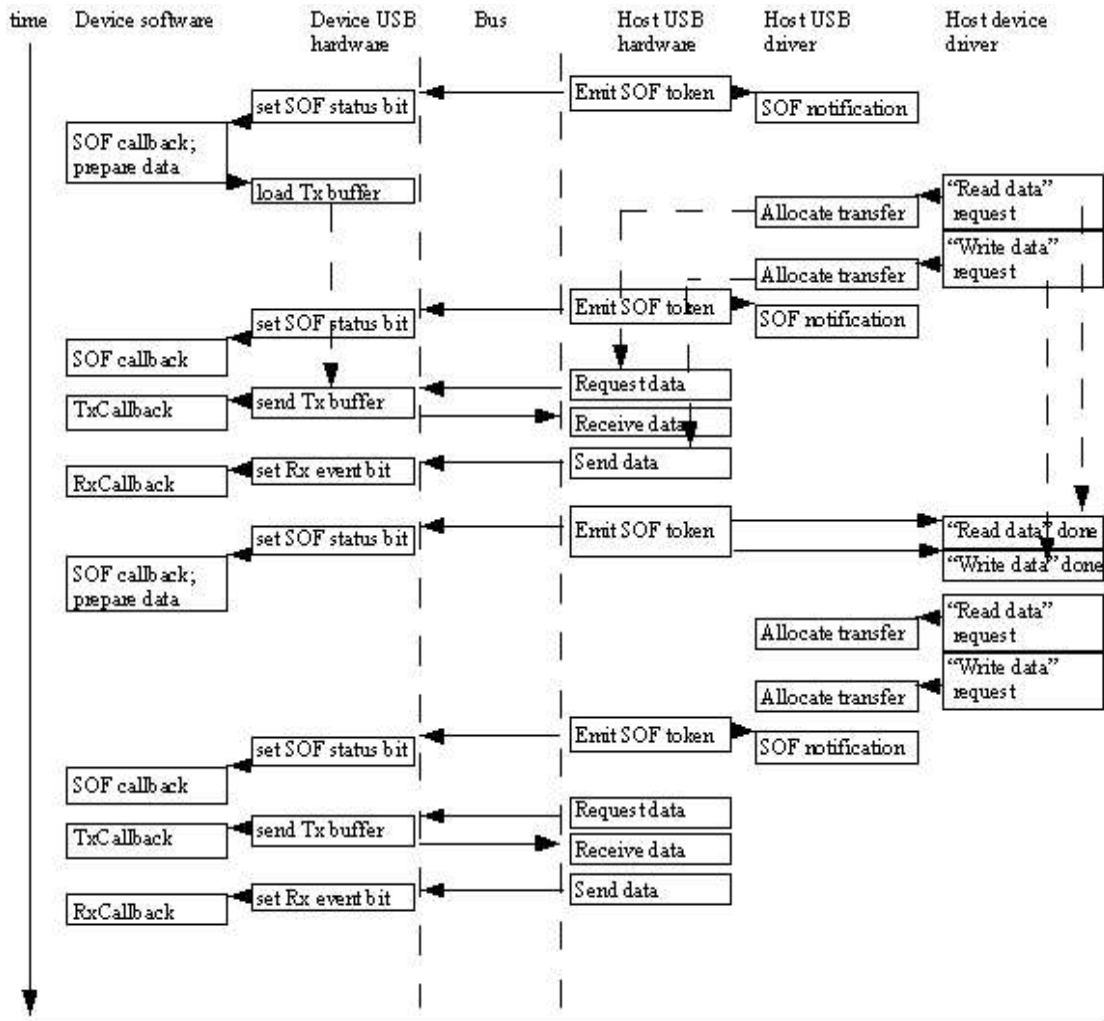 time
Device software
Device USB
hardware
Bus
Host USB
hardware
Host USB
driver
Host device
driver
Emit SOF token
set SOF status bit
SOF notification
SOF callback;
prepare data
load Tx buffer
"Read data"
request
Allocate transfer
"Write data"
request
Allocate transfer
Emit SOF token
set SOF status bit
SOF notification
SOF callback
Request data
send Tx buffer
TxCallback
Receive data
Send data
set Rx event bit
RxCallback
Emit SOF token
set SOF status bit
"Read data" done
"Write data" done
SOF callback;
prepare data
"Read data"
request
Allocate transfer
"Write data"
request
Allocate transfer
Emit SOF token
set SOF status bit
SOF notification
SOF callback
Request data
send Tx buffer
TxCallback
Receive data
Send data
set Rx event bit
RxCallback